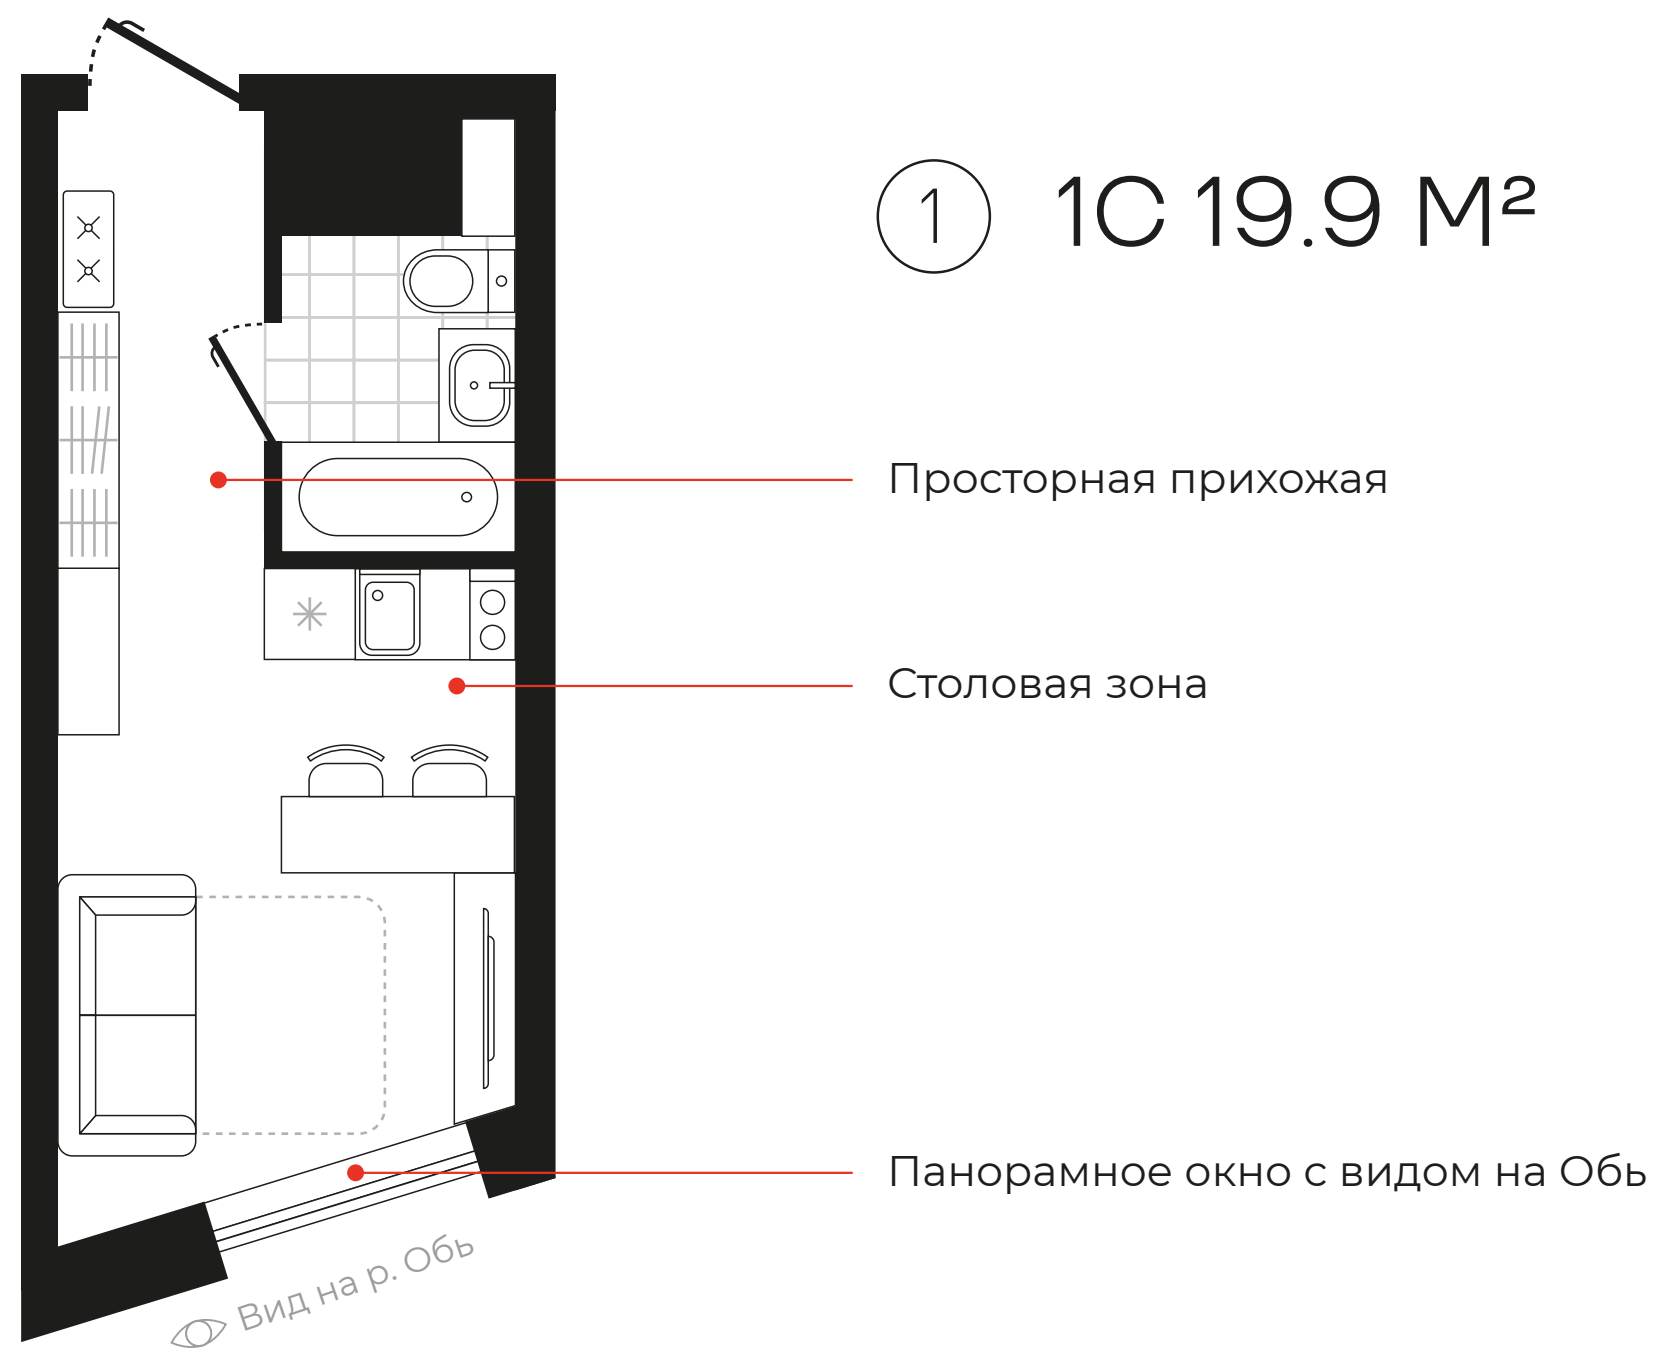 1
1С 19.9 М²
Просторная прихожая
Столовая зона
Панорамное окно с видом на Обь
Вид на р. Обь